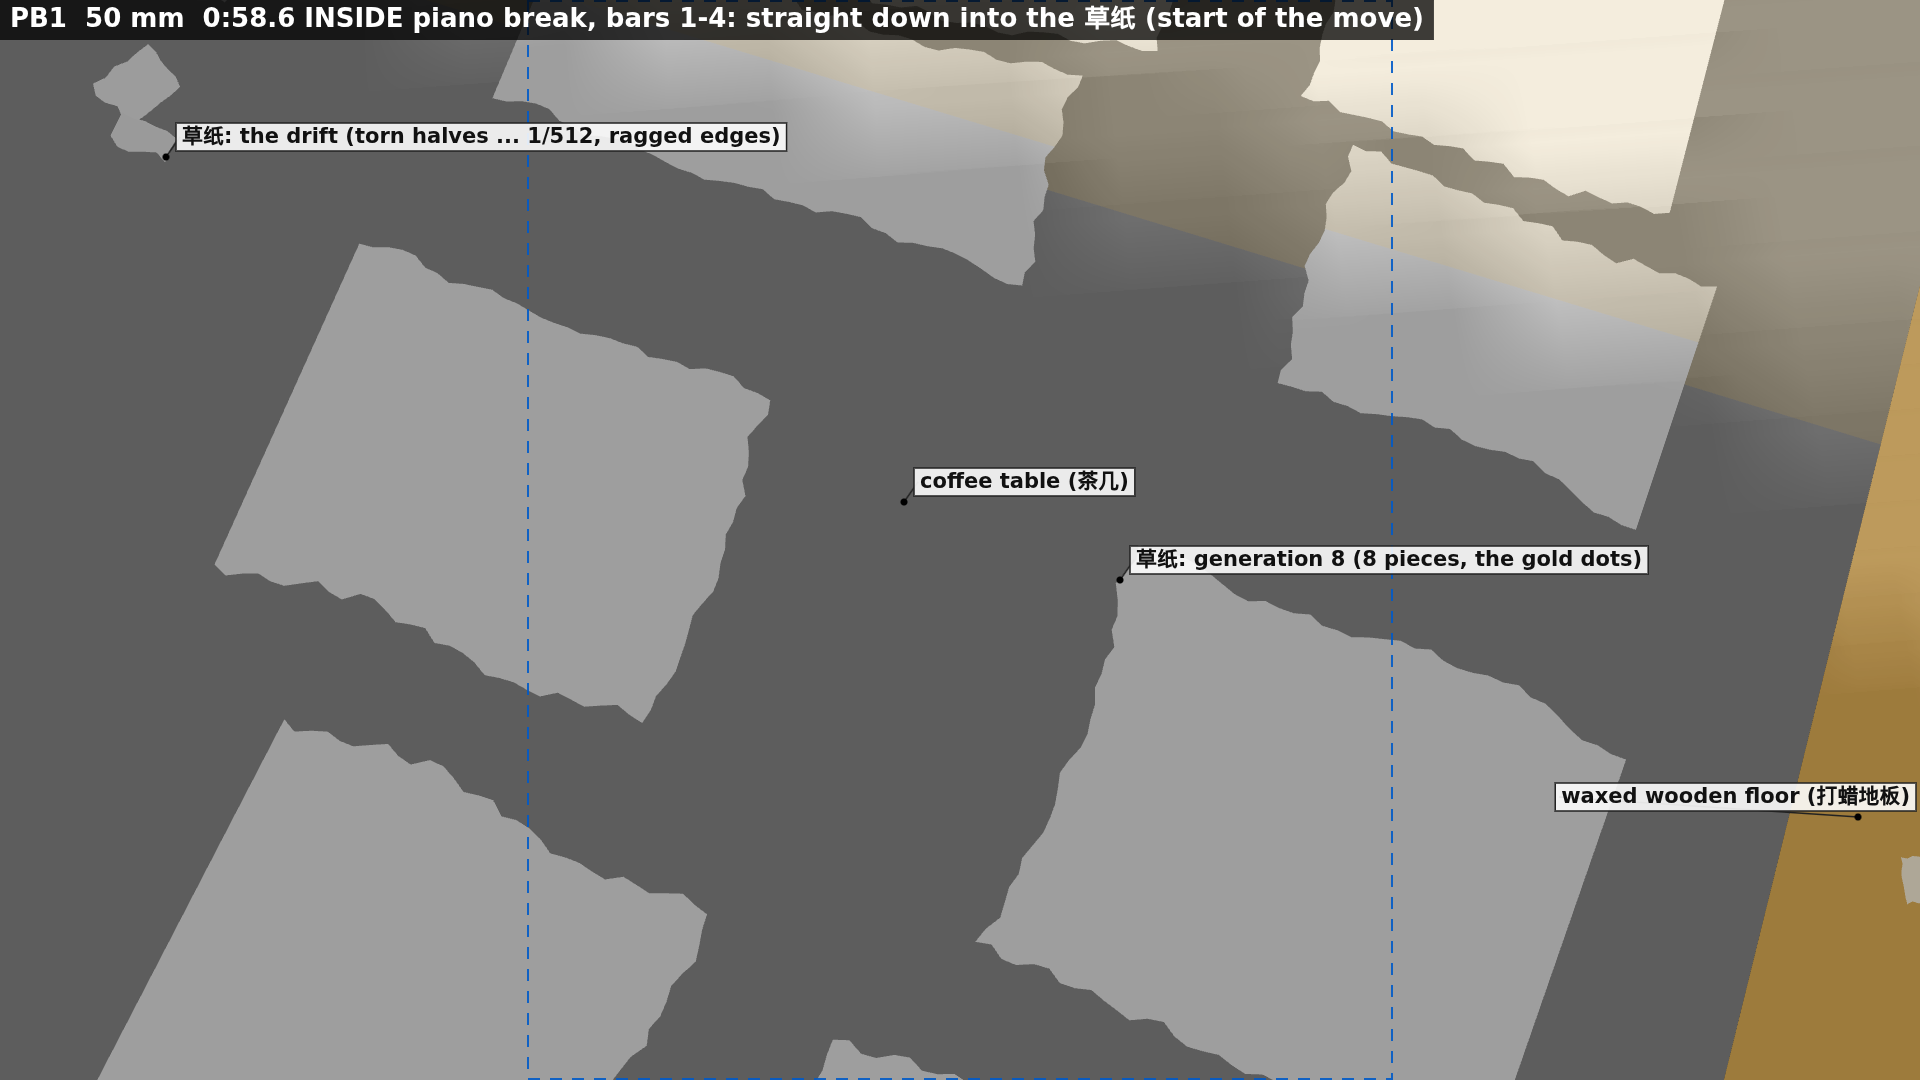 PB1  50 mm  0:58.6 INSIDE piano break, bars 1-4: straight down into the 草纸 (start of the move)
草纸: the drift (torn halves ... 1/512, ragged edges)
coffee table (茶几)
草纸: generation 8 (8 pieces, the gold dots)
waxed wooden floor (打蜡地板)